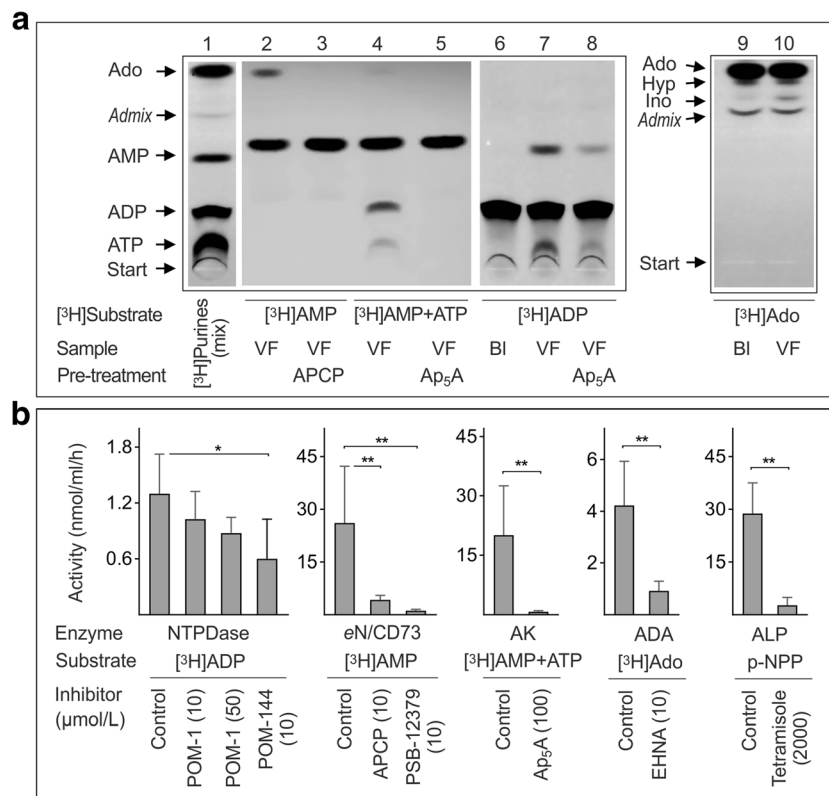 a
1 2 3 4 5 6 7 8 9 10
Ado
Admix
AMP
ADP
ATP
Start
Ado
Hyp
Ino
Admix
Start
[³H]Substrate [³H]Purines (mix) [³H]AMP [³H]AMP+ATP [³H]ADP [³H]Ado
Sample VF VF VF VF BI VF VF BI VF
Pre-treatment APCP Ap₅A Ap₅A
b
Activity (nmol/ml/h)
1.8
1.2
0.6
*
45
30
15
**
**
45
30
15
**
6
4
2
**
45
30
15
**
Enzyme NTPDase eN/CD73 AK ADA ALP
Substrate [³H]ADP [³H]AMP [³H]AMP+ATP [³H]Ado p-NPP
Inhibitor
(μmol/L)
Control
POM-1 (10)
POM-1 (50)
POM-144
(10)
Control
APCP (10)
PSB-12379
(10)
Control
Ap₅A (100)
Control
EHNA (10)
Control
Tetramisole
(2000)